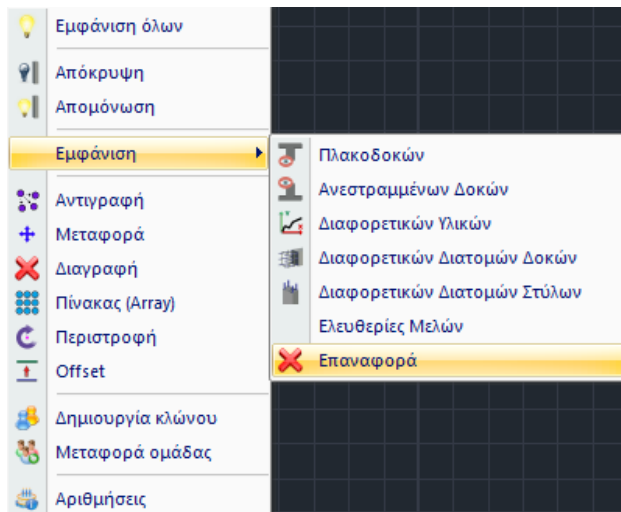 Εμφάνιση όλων
Απόκρυψη
Απομόνωση
Εμφάνιση
Αντιγραφή
Μεταφορά
Διαγραφή
Πίνακας (Array)
Περιστροφή
Offset
Δημιουργία κλώνου
Μεταφορά ομάδας
Αριθμήσεις
Πλακοδοκών
Ανεστραμμένων Δοκών
Διαφορετικών Υλικών
Διαφορετικών Διατομών Δοκών
Διαφορετικών Διατομών Στύλων
Ελευθερίες Μελών
Επαναφορά